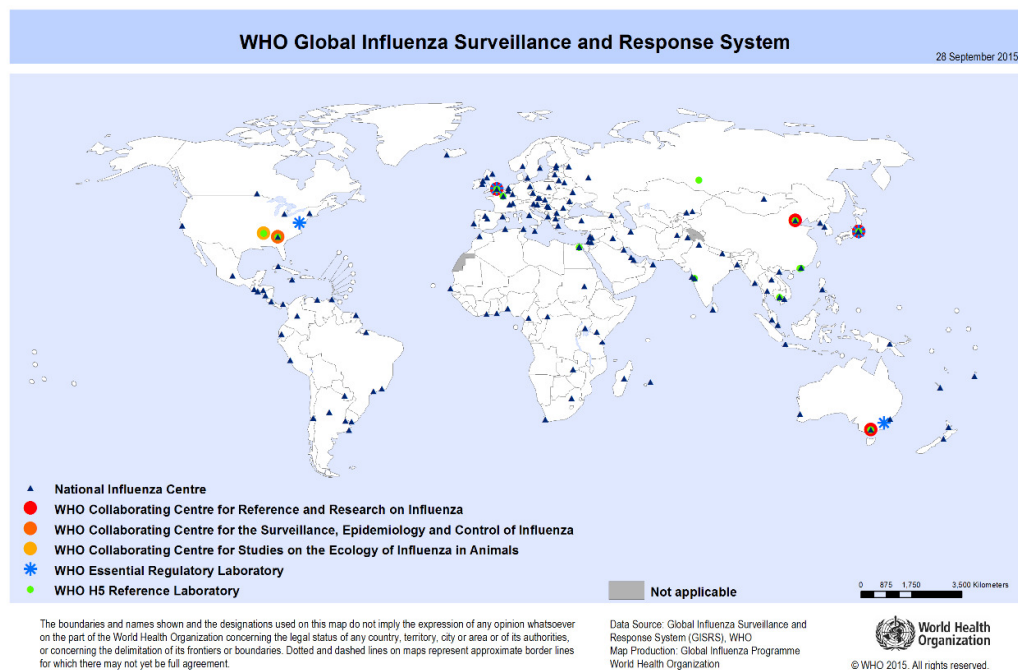 WHO Global Influenza Surveillance and Response System
28 September 2015
National Influenza Centre
WHO Collaborating Centre for Reference and Research on Influenza
WHO Collaborating Centre for the Surveillance, Epidemiology and Control of Influenza
WHO Collaborating Centre for Studies on the Ecology of Influenza in Animals
WHO Essential Regulatory Laboratory
WHO H5 Reference Laboratory
Not applicable
0 875 1,750 3,500 Kilometers
The boundaries and names shown and the designations used on this map do not imply the expression of any opinion whatsoever
on the part of the World Health Organization concerning the legal status of any country, territory, city or area or of its authorities,
or concerning the delimitation of its frontiers or boundaries. Dotted and dashed lines on maps represent approximate border lines
for which there may not yet be full agreement.
Data Source: Global Influenza Surveillance and
Response System (GISRS), WHO
Map Production: Global Influenza Programme
World Health Organization
World Health
Organization
© WHO 2015. All rights reserved.